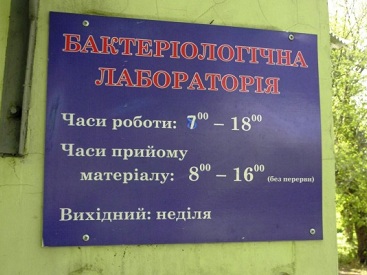 БАКТЕРІОЛОГІЧНА
ЛАБОРАТОРІЯ
Часи роботи: 7⁰⁰ – 18⁰⁰
Часи прийому
матеріалу: 8⁰⁰ – 16⁰⁰ (без перерви)
Вихідний: неділя